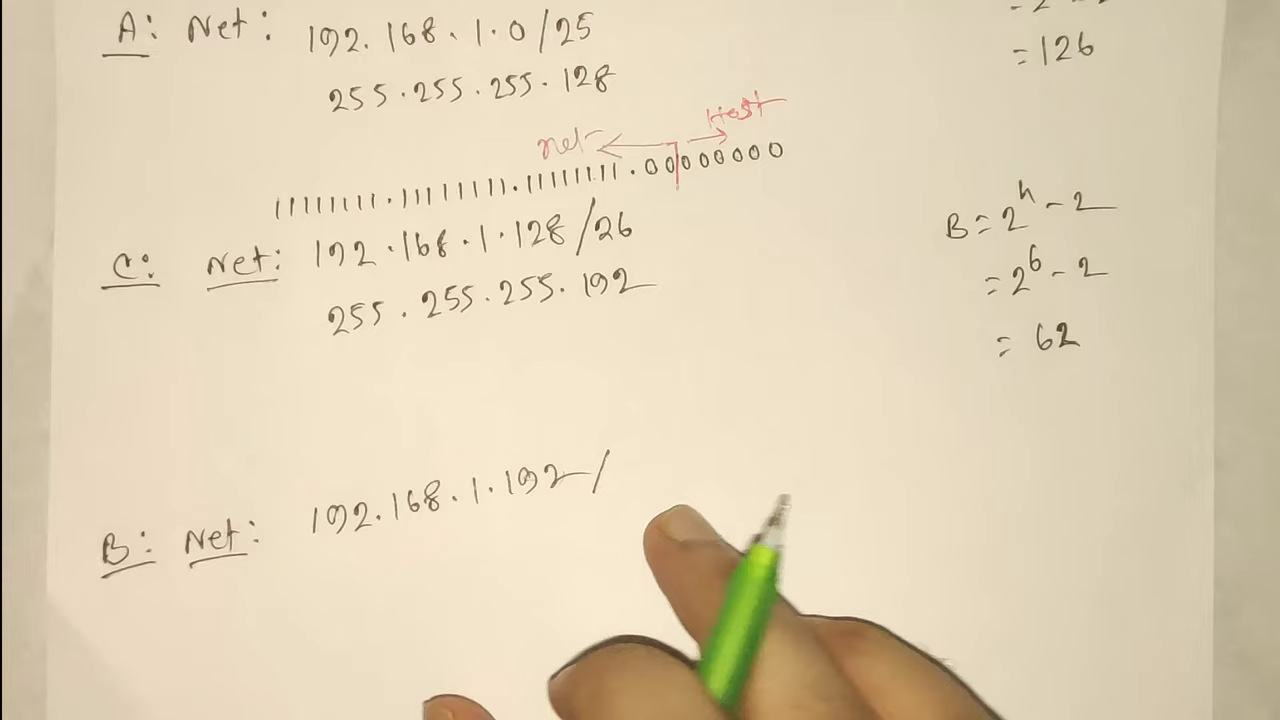 A: Net: 192.168.1.0/25
255.255.255.128
= 126
net Host
11111111.11111111.11111111.00000000
C: Net: 192.168.1.128/26
255.255.255.192
B = 2^h - 2
= 2^6 - 2
= 62
B: Net: 192.168.1.192/